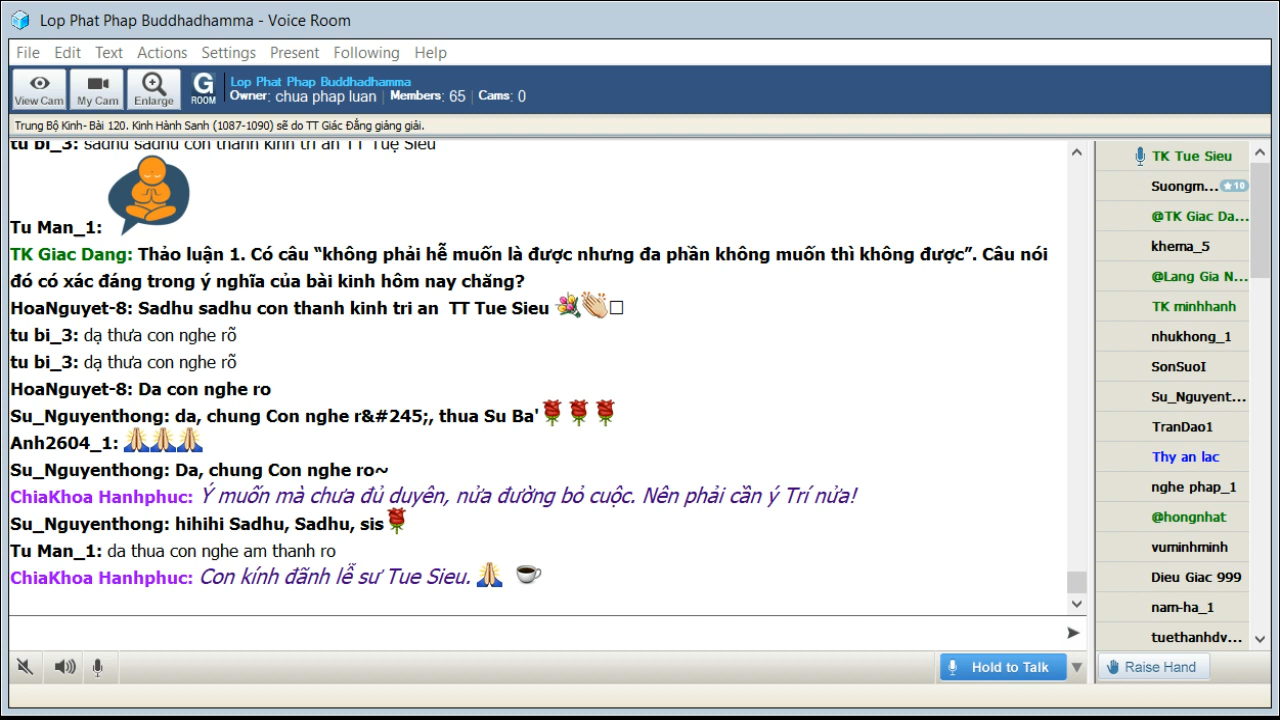 Lop Phat Phap Buddhadhamma - Voice Room
File Edit Text Actions Settings Present Following Help
View Cam My Cam Enlarge G ROOM
Lop Phat Phap Buddhadhamma
Owner: chua phap luan | Members: 65 | Cams: 0
Trung Bộ Kinh- Bài 120. Kinh Hành Sanh (1087-1090) sẽ do TT Giác Đẳng giảng giải.
tu bi_3: sadhu sadhu con thanh kinh tri an TT Tuệ Siêu
Tu Man_1:
TK Giac Dang: Thảo luận 1. Có câu “không phải hễ muốn là được nhưng đa phần không muốn thì không được”. Câu nói
đó có xác đáng trong ý nghĩa của bài kinh hôm nay chăng?
HoaNguyet-8: Sadhu sadhu con thanh kinh tri an TT Tue Sieu
tu bi_3: dạ thưa con nghe rõ
tu bi_3: dạ thưa con nghe rõ
HoaNguyet-8: Da con nghe ro
Su_Nguyenthong: da, chung Con nghe r&#245;, thua Su Ba'
Anh2604_1:
Su_Nguyenthong: Da, chung Con nghe ro~
ChiaKhoa Hanhphuc: Ý muốn mà chưa đủ duyên, nửa đường bỏ cuộc. Nên phải cần ý Trí nửa!
Su_Nguyenthong: hihihi Sadhu, Sadhu, sis
Tu Man_1: da thua con nghe am thanh ro
ChiaKhoa Hanhphuc: Con kính đãnh lễ sư Tue Sieu.
Hold to Talk
TK Tue Sieu
Suongm... 10
@TK Giac Da...
khema_5
@Lang Gia N...
TK minhhanh
nhukhong_1
SonSuoI
Su_Nguyent...
TranDao1
Thy an lac
nghe phap_1
@hongnhat
vuminhminh
Dieu Giac 999
nam-ha_1
tuethanhdv...
Raise Hand